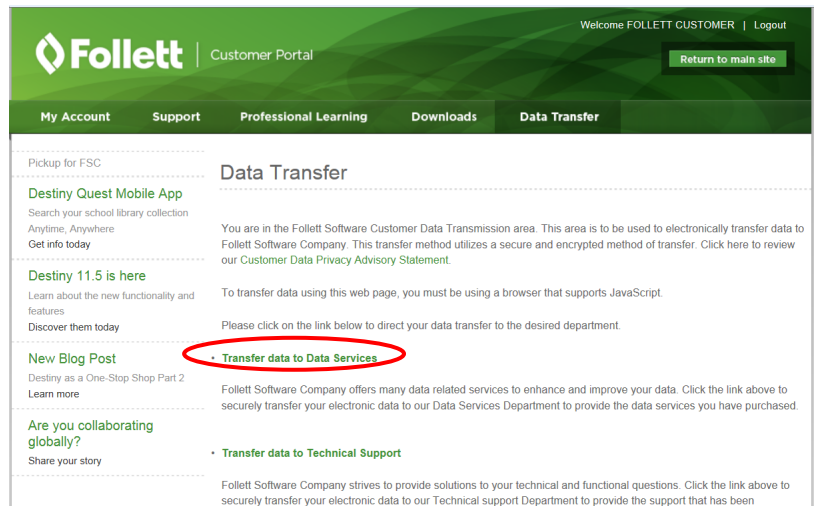 Welcome FOLLETT CUSTOMER | Logout
Follett | Customer Portal
Return to main site
My Account Support Professional Learning Downloads Data Transfer
Pickup for FSC
Destiny Quest Mobile App
Search your school library collection
Anytime, Anywhere
Get info today
Destiny 11.5 is here
Learn about the new functionality and
features
Discover them today
New Blog Post
Destiny as a One-Stop Shop Part 2
Learn more
Are you collaborating
globally?
Share your story
Data Transfer
You are in the Follett Software Customer Data Transmission area. This area is to be used to electronically transfer data to
Follett Software Company. This transfer method utilizes a secure and encrypted method of transfer. Click here to review
our Customer Data Privacy Advisory Statement.
To transfer data using this web page, you must be using a browser that supports JavaScript.
Please click on the link below to direct your data transfer to the desired department.
• Transfer data to Data Services
Follett Software Company offers many data related services to enhance and improve your data. Click the link above to
securely transfer your electronic data to our Data Services Department to provide the data services you have purchased.
• Transfer data to Technical Support
Follett Software Company strives to provide solutions to your technical and functional questions. Click the link above to
securely transfer your electronic data to our Technical support Department to provide the support that has been